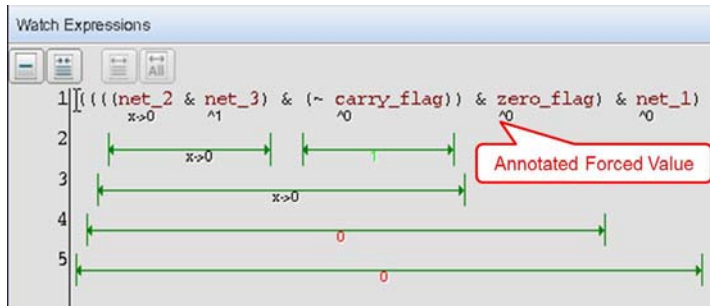 Watch Expressions
All
1 ((((net_2 & net_3) & (~ carry_flag)) & zero_flag) & net_1)
x->0 ^1 ^0 ^0 ^0
2
x->0 1
Annotated Forced Value
3
x->0
4
0
5
0